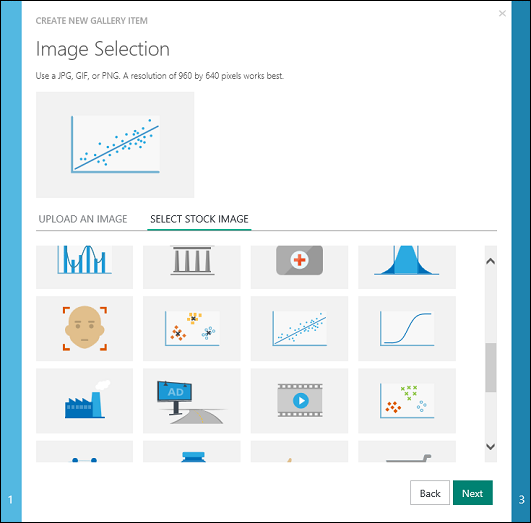 CREATE NEW GALLERY ITEM
Image Selection
Use a JPG, GIF, or PNG. A resolution of 960 by 640 pixels works best.
UPLOAD AN IMAGE
SELECT STOCK IMAGE
AD
Back
Next
1
3